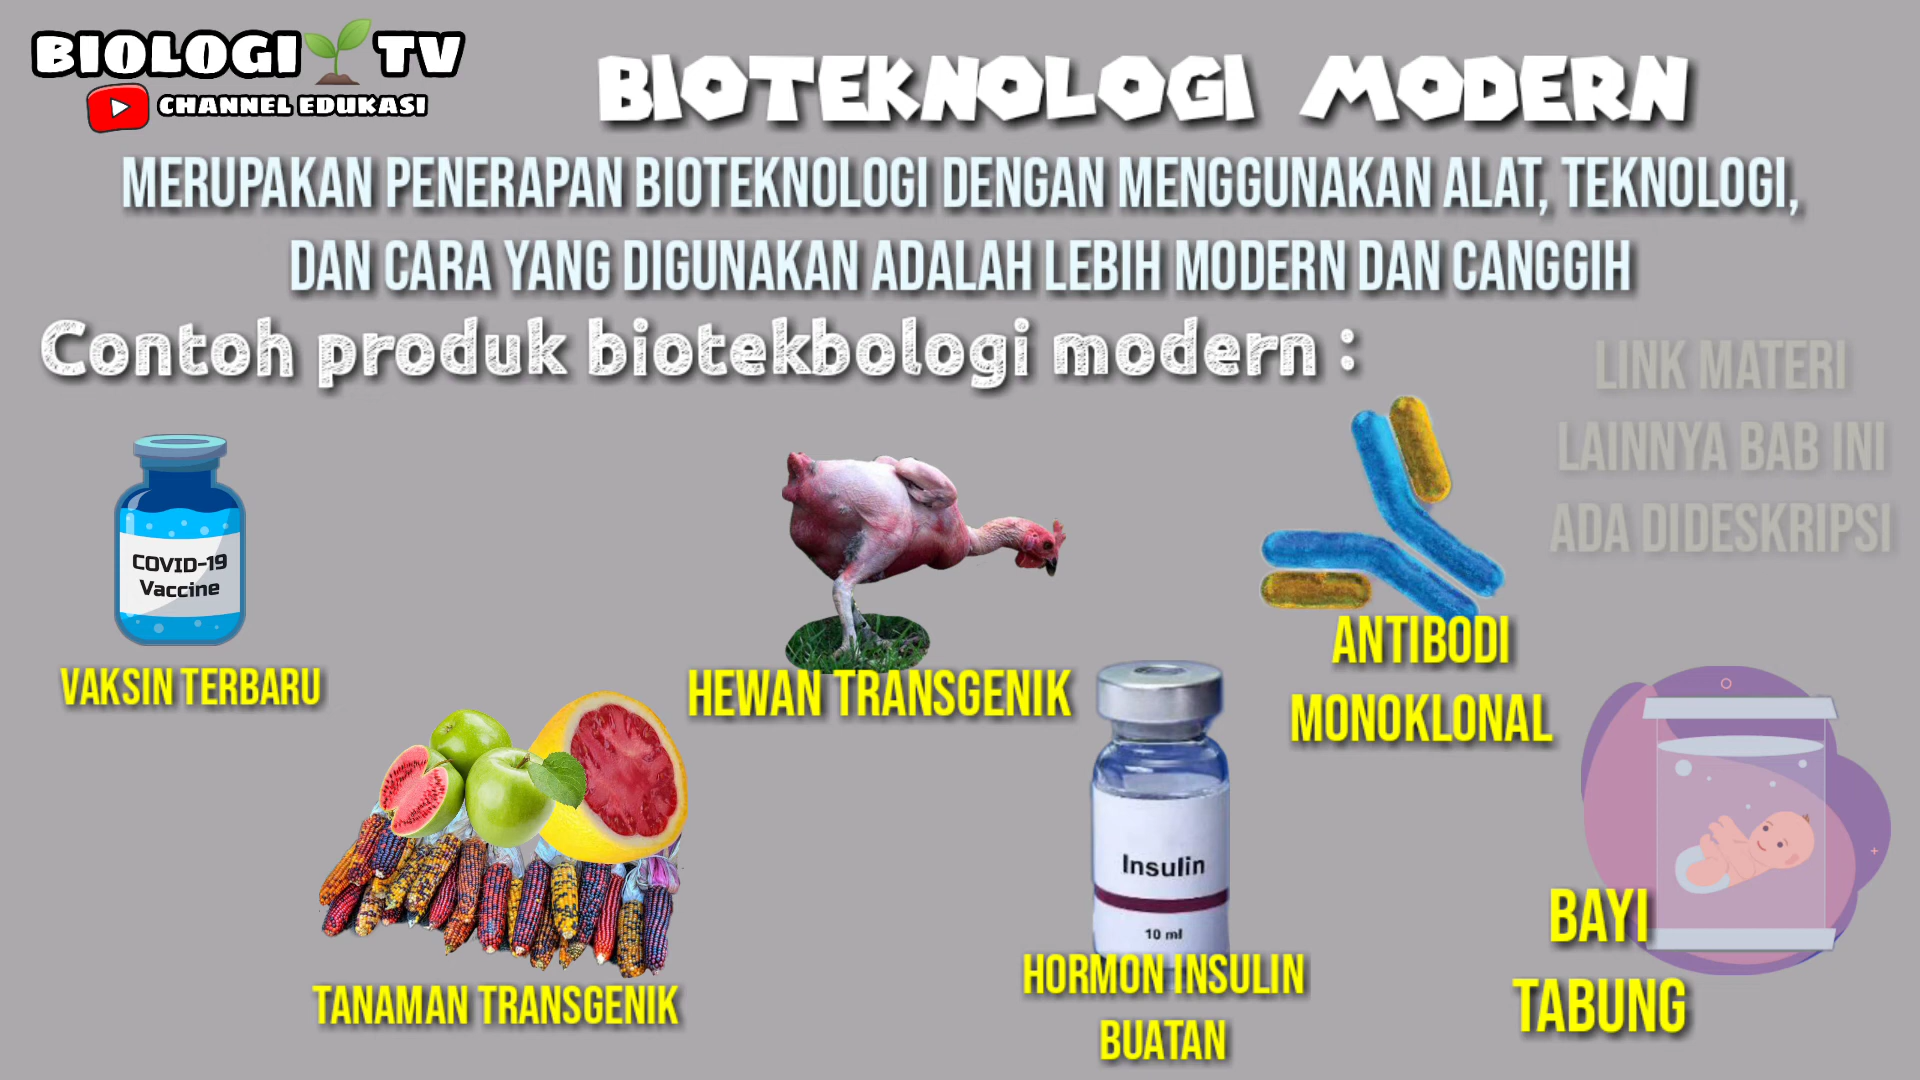 BIOLOGI TV
CHANNEL EDUKASI
BIOTEKNOLOGI MODERN
MERUPAKAN PENERAPAN BIOTEKNOLOGI DENGAN MENGGUNAKAN ALAT, TEKNOLOGI,
DAN CARA YANG DIGUNAKAN ADALAH LEBIH MODERN DAN CANGGIH
Contoh produk biotekbologi modern :
LINK MATERI
LAINNYA BAB INI
ADA DIDESKRIPSI
COVID-19
Vaccine
VAKSIN TERBARU
HEWAN TRANSGENIK
ANTIBODI
MONOKLONAL
TANAMAN TRANSGENIK
Insulin
10 ml
HORMON INSULIN
BUATAN
BAYI
TABUNG